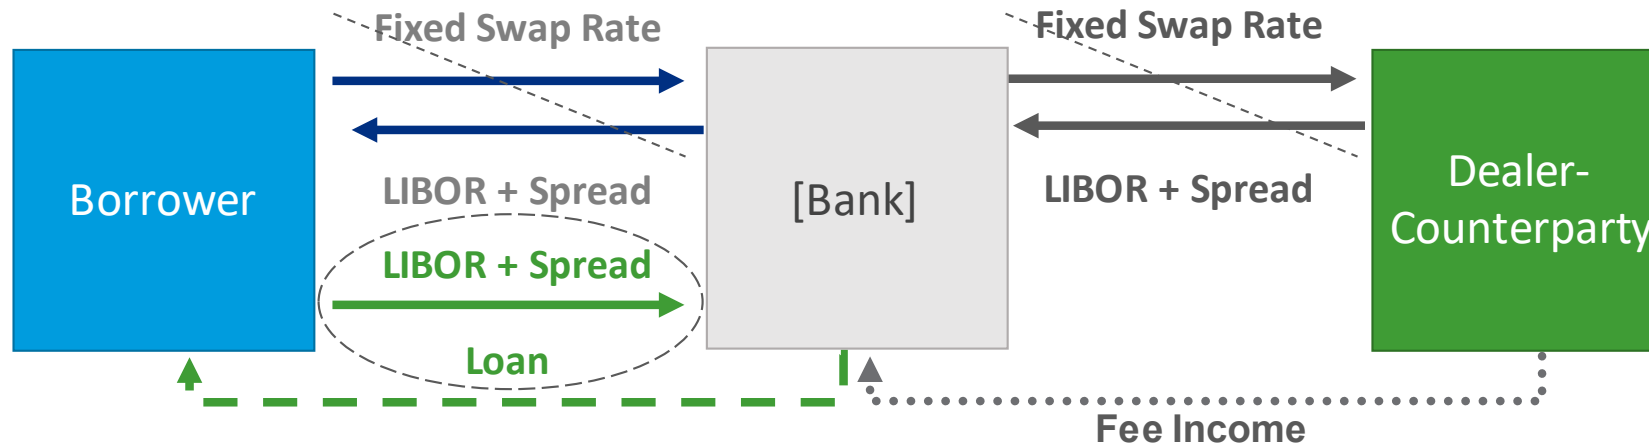 Fixed Swap Rate
Fixed Swap Rate
Borrower
LIBOR + Spread
LIBOR + Spread
Loan
[Bank]
LIBOR + Spread
Dealer-
Counterparty
Fee Income